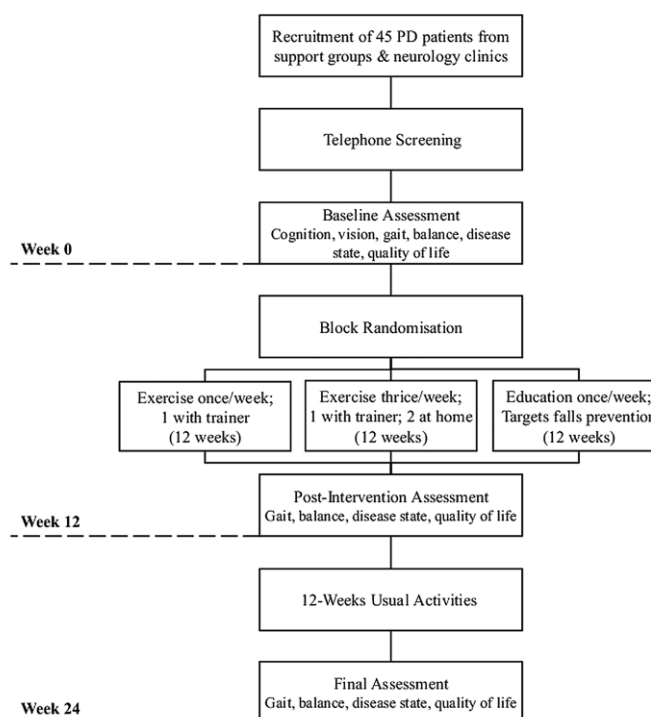 Recruitment of 45 PD patients from
support groups & neurology clinics
Telephone Screening
Baseline Assessment
Cognition, vision, gait, balance, disease
state, quality of life
Week 0
Block Randomisation
Exercise once/week;
1 with trainer
(12 weeks)
Exercise thrice/week;
1 with trainer; 2 at home
(12 weeks)
Education once/week;
Targets falls prevention
(12 weeks)
Post-Intervention Assessment
Gait, balance, disease state, quality of life
Week 12
12-Weeks Usual Activities
Final Assessment
Gait, balance, disease state, quality of life
Week 24